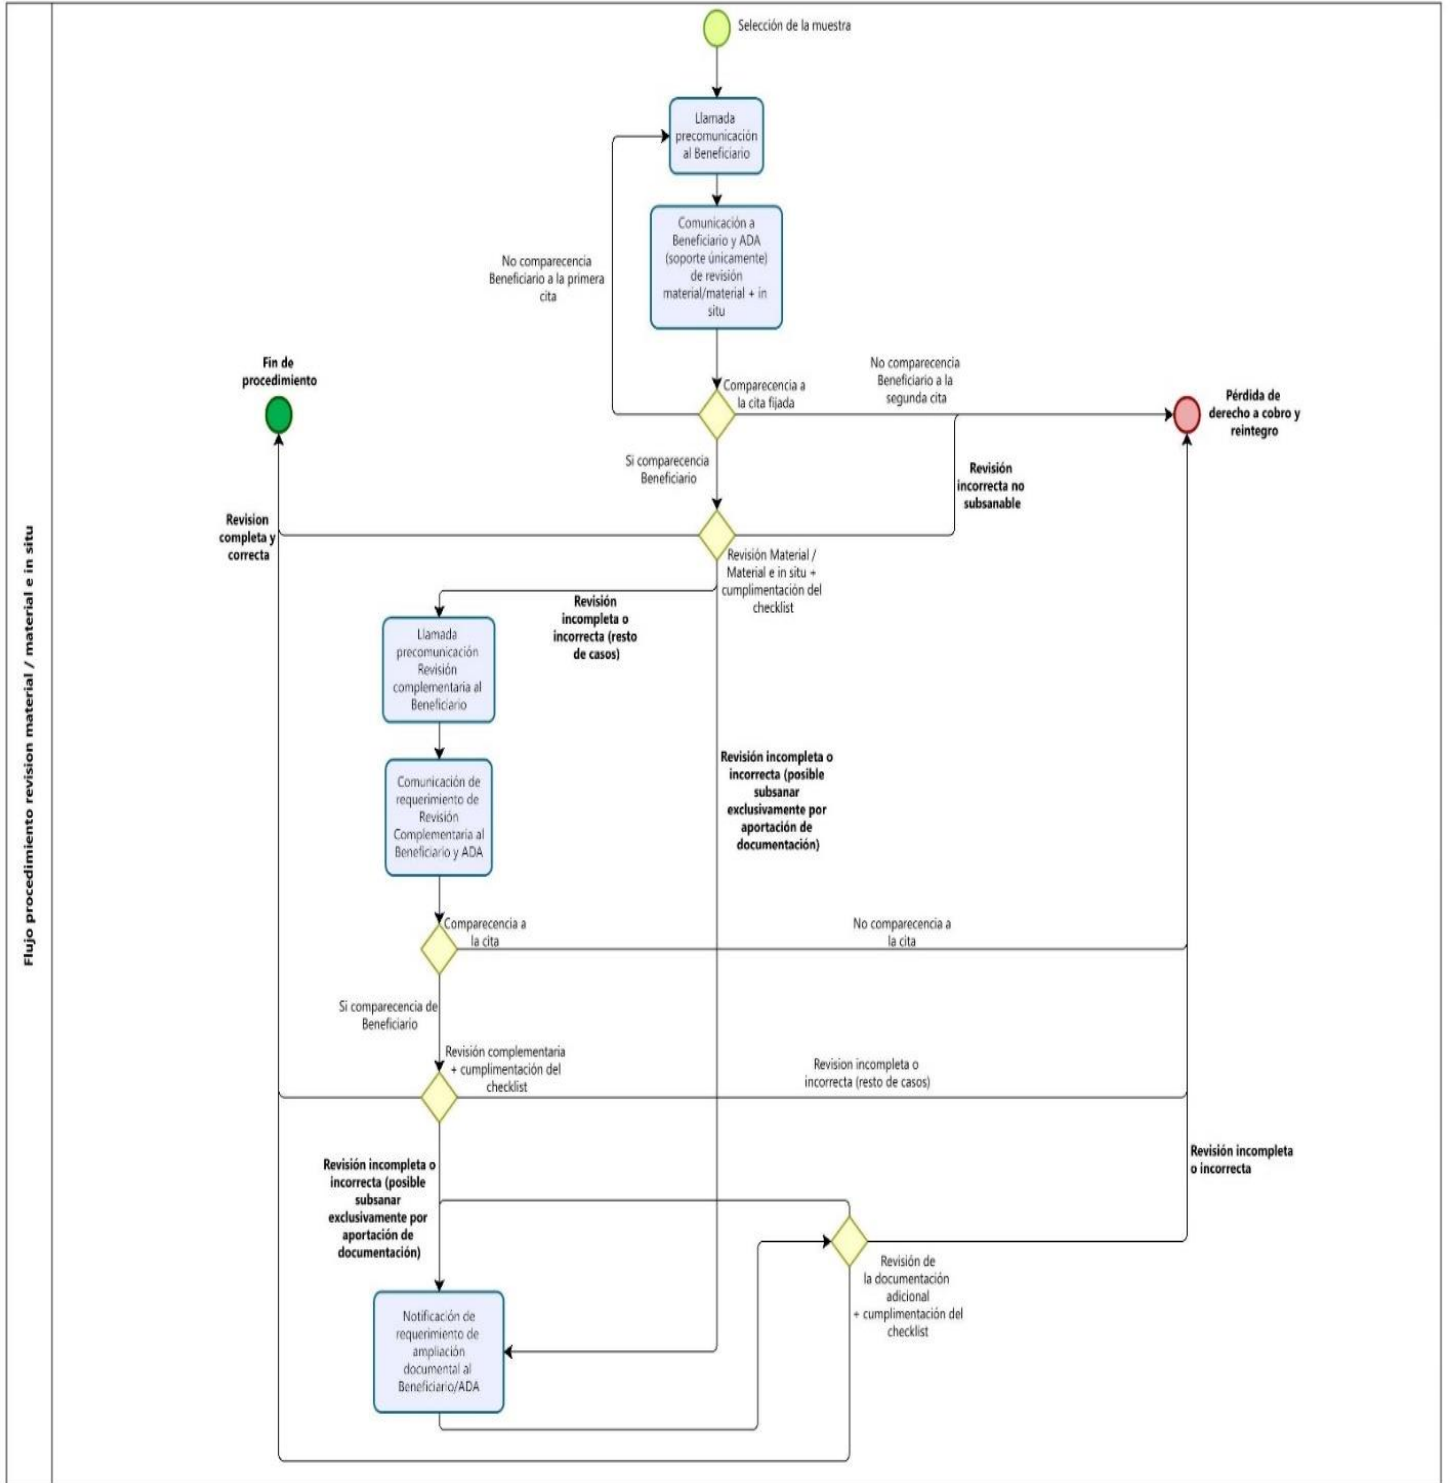 Flujo procedimiento revision material / material e in situ
Selección de la muestra
Llamada
precomunicación
al Beneficiario
Comunicación a
Beneficiario y ADA
(soporte únicamente)
de revisión
material/material + in
situ
No comparecencia
Beneficiario a la primera
cita
Fin de
procedimiento
Comparecencia a
la cita fijada
No comparecencia
Beneficiario a la
segunda cita
Pérdida de
derecho a cobro y
reintegro
Si comparecencia
Beneficiario
Revisión
incorrecta no
subsanable
Revision
completa y
correcta
Revisión Material /
Material e in situ +
cumplimentación del
checklist
Revisión
incompleta o
incorrecta (resto
de casos)
Llamada
precomunicación
Revisión
complementaria al
Beneficiario
Revisión incompleta o
incorrecta (posible
subsanar
exclusivamente por
aportación de
documentación)
Comunicación de
requerimiento de
Revisión
Complementaria al
Beneficiario y ADA
Comparecencia a
la cita
No comparecencia a
la cita
Si comparecencia de
Beneficiario
Revisión complementaria
+ cumplimentación del
checklist
Revision incompleta o
incorrecta (resto de casos)
Revisión incompleta o
incorrecta (posible
subsanar
exclusivamente por
aportación de
documentación)
Revisión incompleta
o incorrecta
Revisión de
la documentación
adicional
+ cumplimentación del
checklist
Notificación de
requerimiento de
ampliación
documental al
Beneficiario/ADA